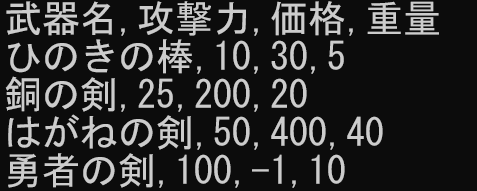 武器名,攻撃力,価格,重量
ひのきの棒,10,30,5
銅の剣,25,200,20
はがねの剣,50,400,40
勇者の剣,100,-1,10